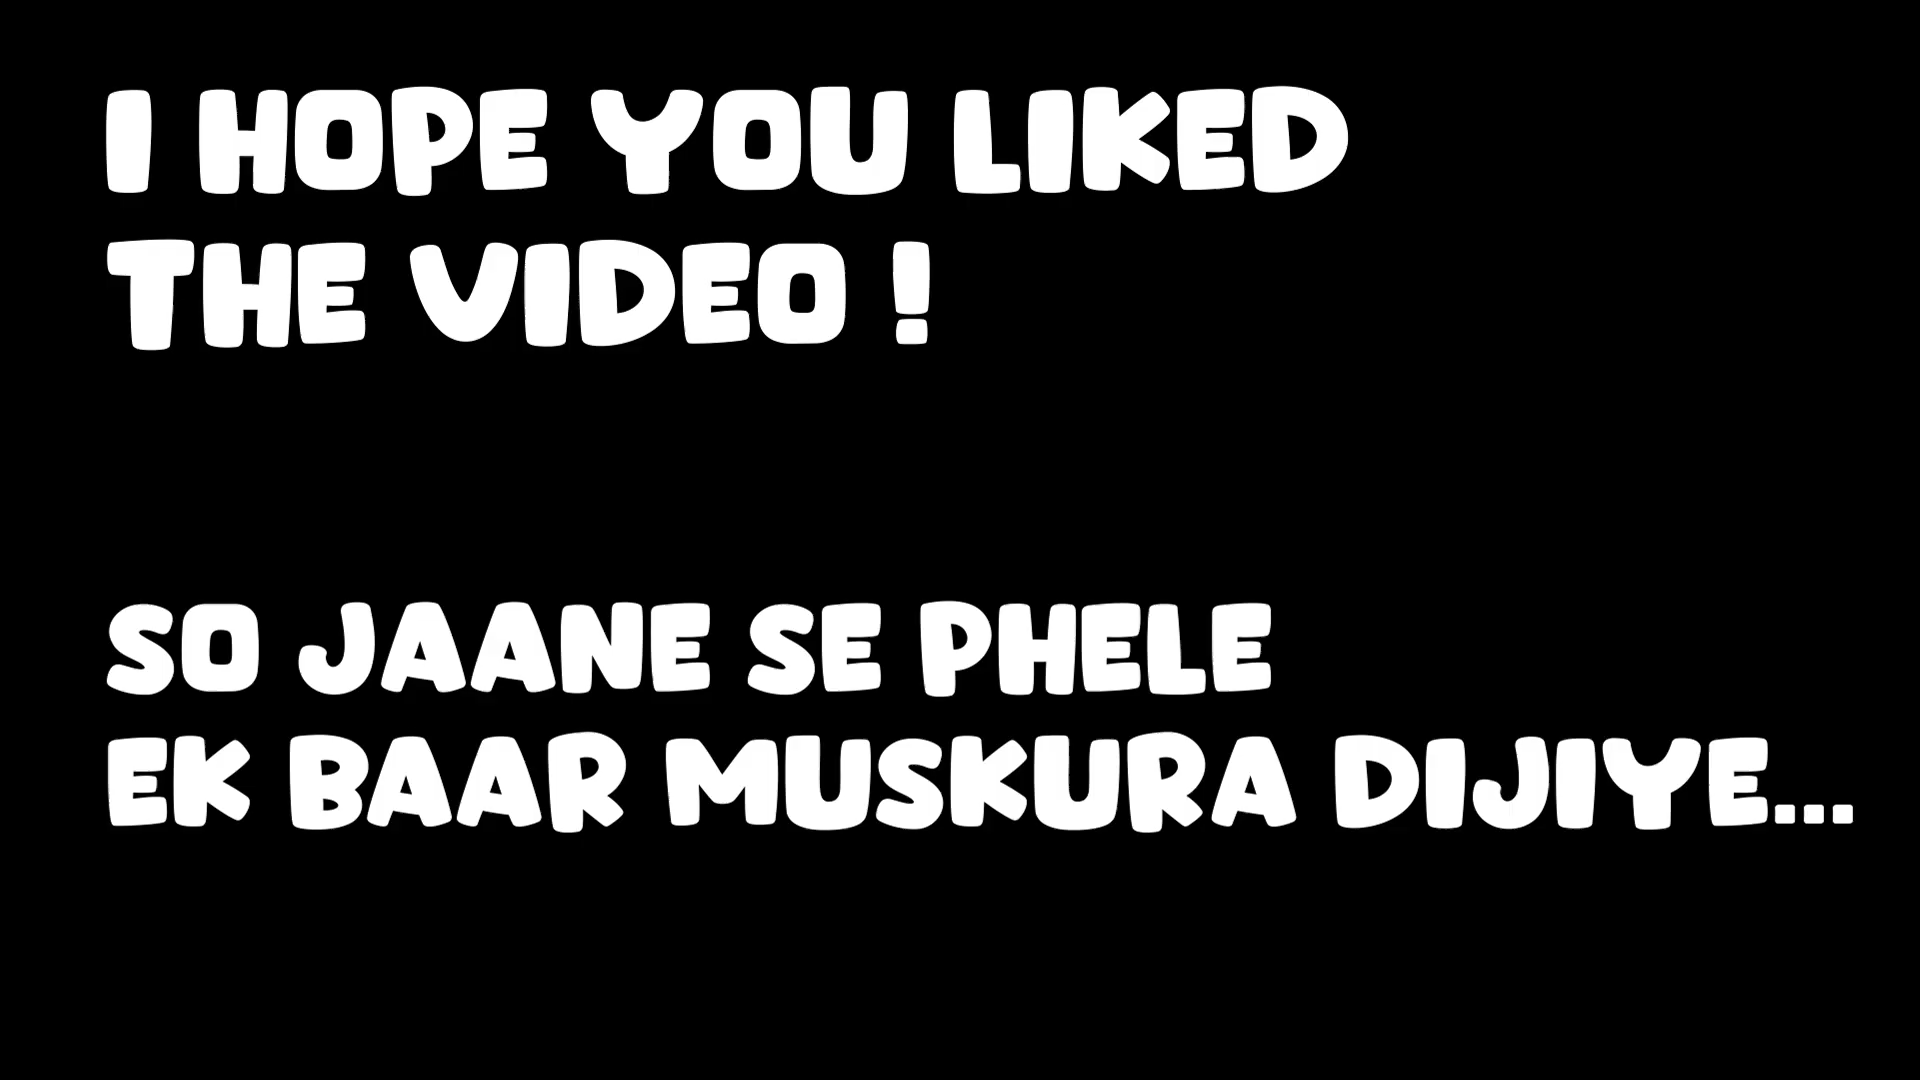 I HOPE YOU LIKED
THE VIDEO !
SO JAANE SE PHELE
EK BAAR MUSKURA DIJIYE...